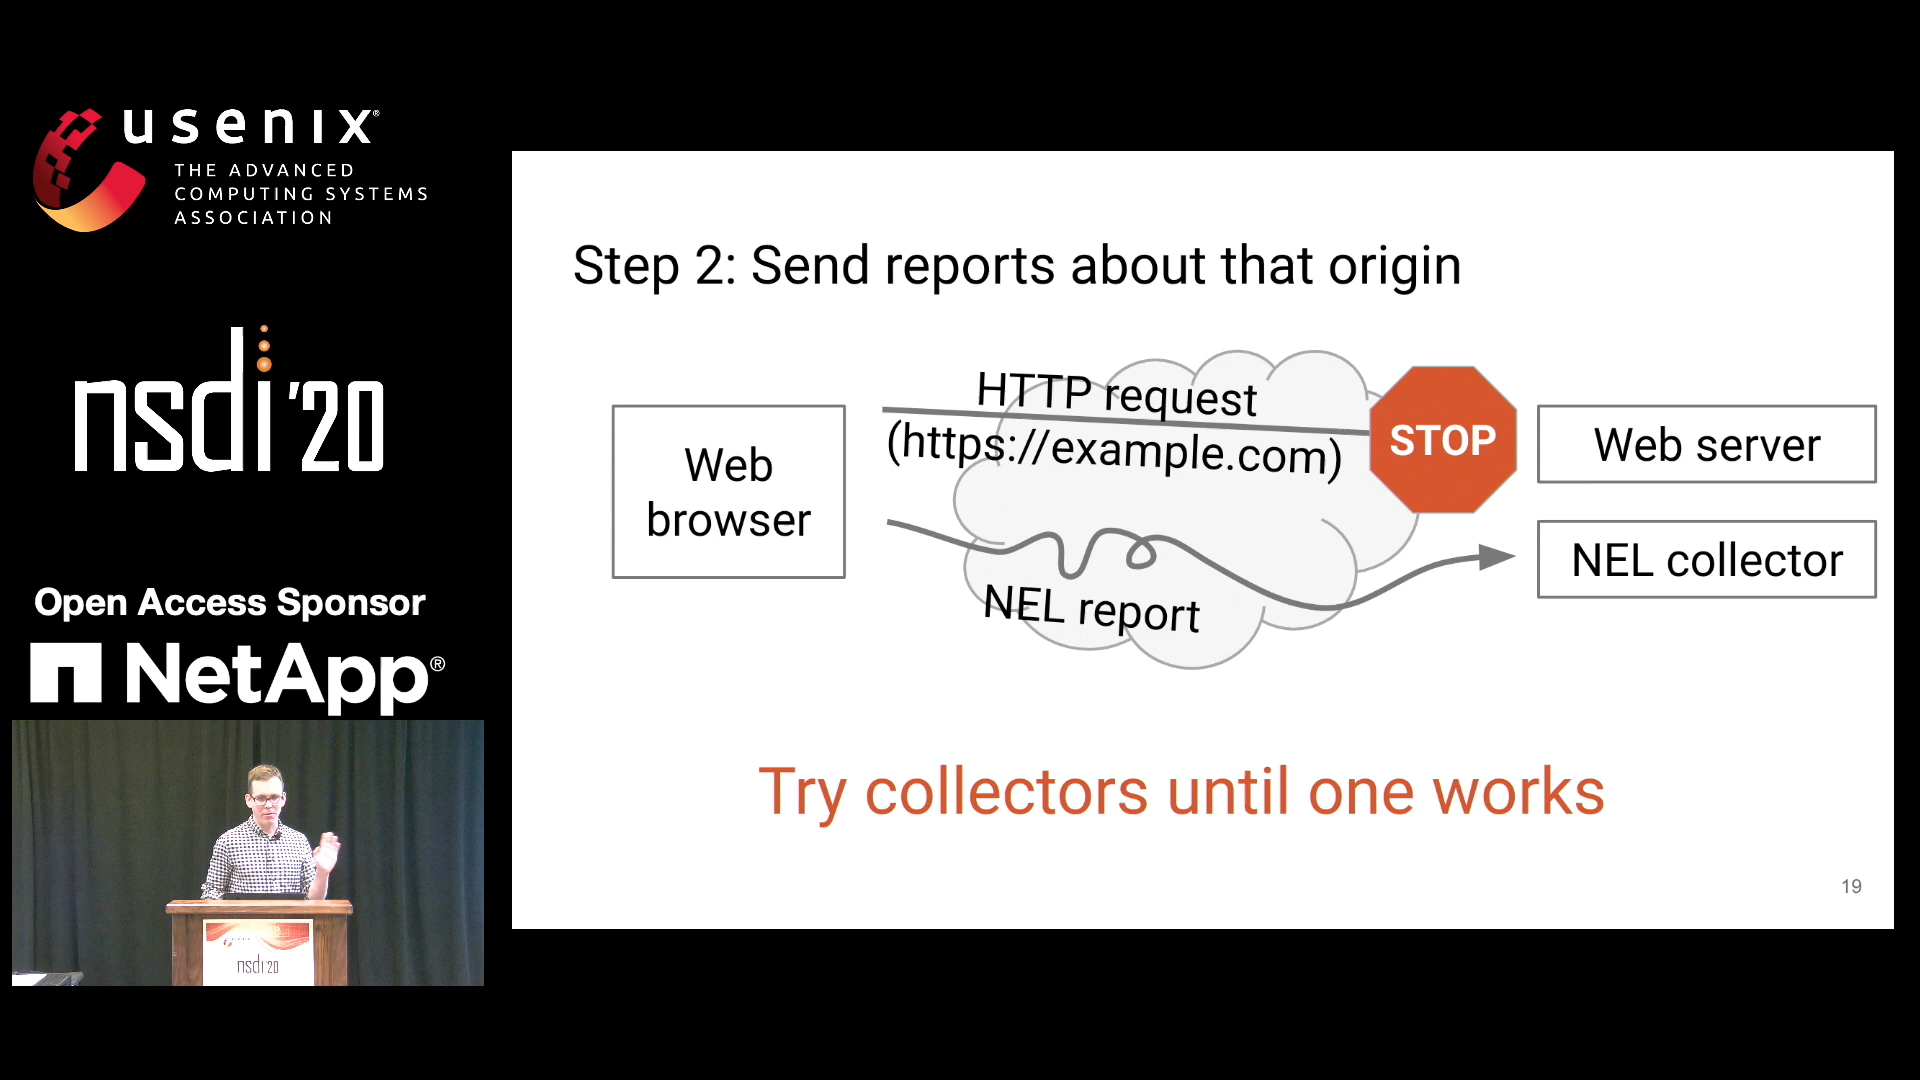 usenix®
THE ADVANCED
COMPUTING SYSTEMS
ASSOCIATION
nsdi '20
Open Access Sponsor
NetApp®
nsdi '20
Step 2: Send reports about that origin
Web
browser
HTTP request
(https://example.com)
STOP
Web server
NEL report
NEL collector
Try collectors until one works
19